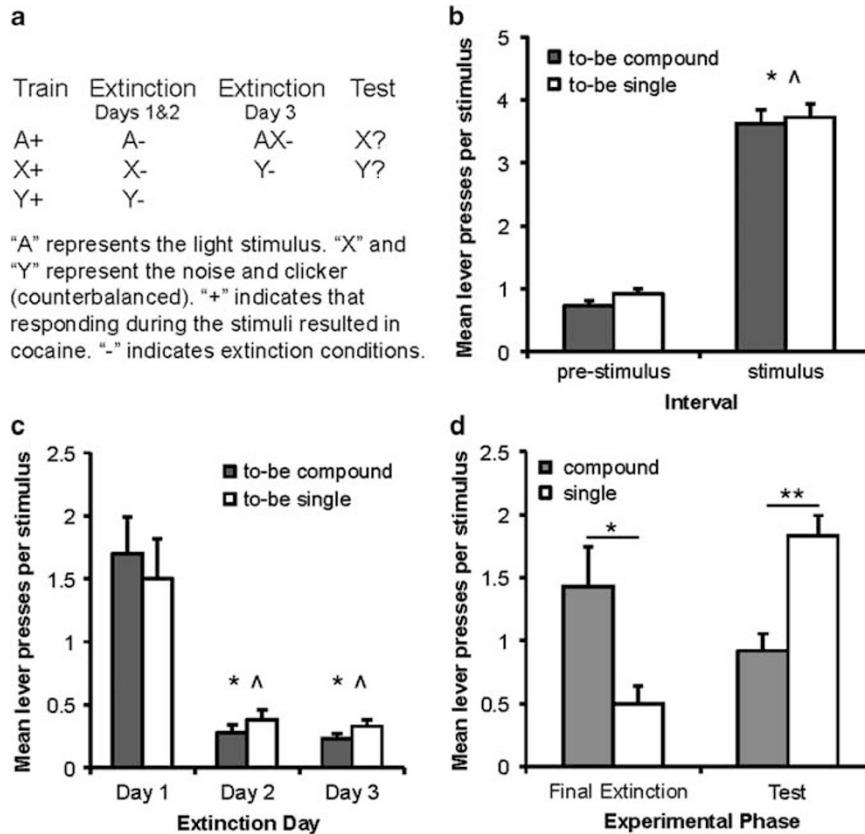 a
Train Extinction Extinction Test
Days 1&2 Day 3
A+ A- AX- X?
X+ X- Y- Y?
Y+ Y-
"A" represents the light stimulus. "X" and
"Y" represent the noise and clicker
(counterbalanced). "+" indicates that
responding during the stimuli resulted in
cocaine. "-" indicates extinction conditions.
b
Mean lever presses per stimulus
5
4
3
2
1
0
to-be compound
to-be single
* ^
pre-stimulus stimulus
Interval
c
Mean lever presses per stimulus
2.5
2
1.5
1
0.5
0
to-be compound
to-be single
* ^ * ^
Day 1 Day 2 Day 3
Extinction Day
d
Mean lever presses per stimulus
2.5
2
1.5
1
0.5
0
compound
single
* **
Final Extinction Test
Experimental Phase